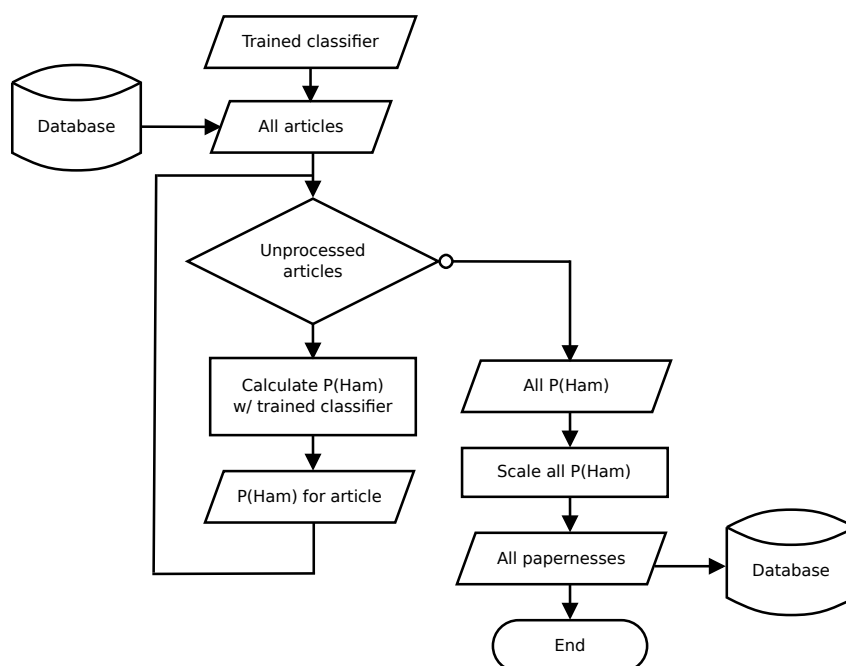 Trained classifier
Database
All articles
Unprocessed
articles
Calculate P(Ham)
w/ trained classifier
P(Ham) for article
All P(Ham)
Scale all P(Ham)
All papernesses
Database
End